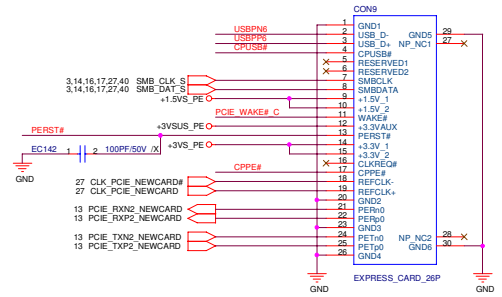 CON9
1 GND1 GND5 29
USBPN6 2 USB_D- NP_NC1 27
USBPP6 3 USB_D+
CPUSB# 4 CPUSB#
5 RESERVED1
6 RESERVED2
3,14,16,17,27,40 SMB_CLK_S 7 SMBCLK
3,14,16,17,27,40 SMB_DAT_S 8 SMBDATA
+1.5VS_PE 9 +1.5V_1
10 +1.5V_2
PCIE_WAKE#_C 11 WAKE#
+3VSUS_PE 12 +3.3VAUX
PERST# 13 PERST#
+3VS_PE 14 +3.3V_1
EC142 1 2 100PF/50V /X 15 +3.3V_2
16 CLKREQ#
GND
CPPE# 17 CPPE#
27 CLK_PCIE_NEWCARD# 18 REFCLK-
27 CLK_PCIE_NEWCARD 19 REFCLK+
20 GND2
13 PCIE_RXN2_NEWCARD 21 PERn0
13 PCIE_RXP2_NEWCARD 22 PERp0
23 GND3
13 PCIE_TXN2_NEWCARD 24 PETn0 NP_NC2 28
13 PCIE_TXP2_NEWCARD 25 PETp0 GND6 30
26 GND4
EXPRESS_CARD_26P
GND GND